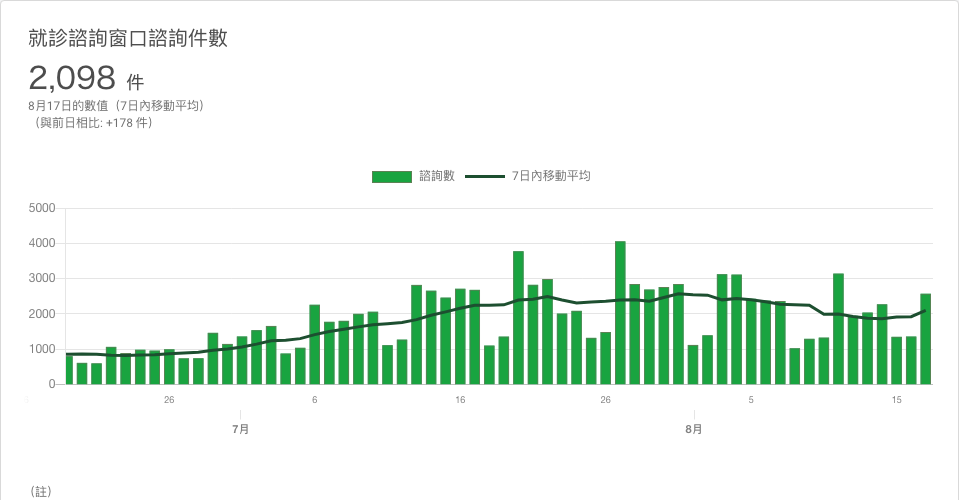 就診諮詢窗口諮詢件數
2,098 件
8月17日的數值（7日內移動平均）
（與前日相比: +178 件）
諮詢數 7日內移動平均
5000
4000
3000
2000
1000
0
26 6 16 26 5 15
7月 8月
（註）